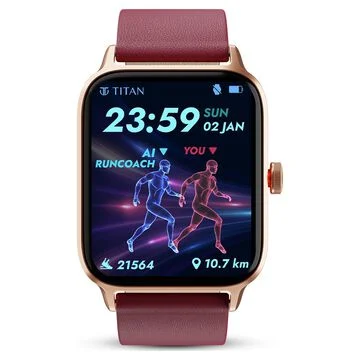 TITAN
23:59
SUN
02 JAN
AI
RUNCOACH
YOU
21564
10.7 km